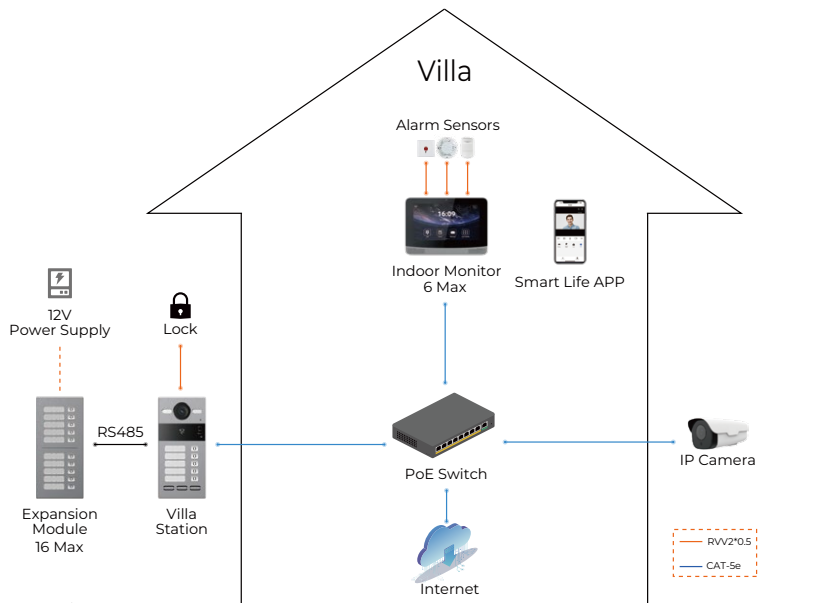 Villa
Alarm Sensors
16:09
Indoor Monitor
6 Max
Smart Life APP
12V
Power Supply
Lock
RS485
PoE Switch
IP Camera
Expansion
Module
16 Max
Villa
Station
Internet
RVV2*0.5
CAT-5e